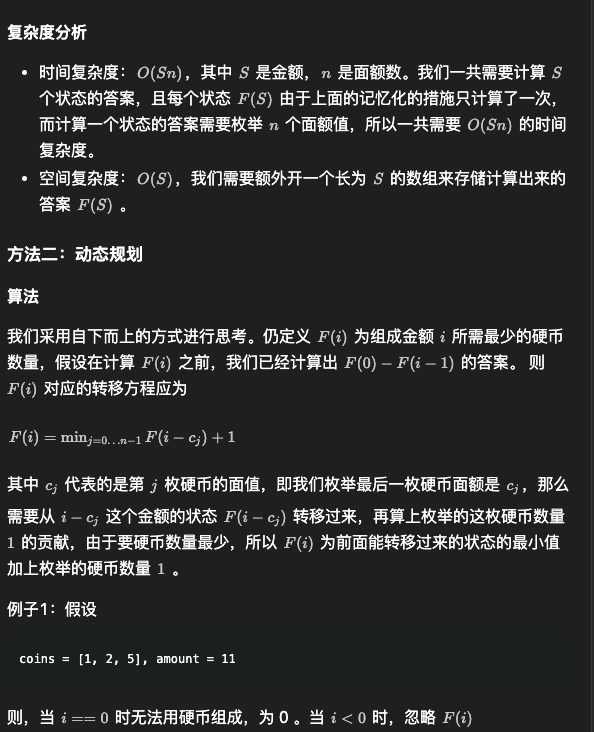 复杂度分析
• 时间复杂度：O(Sn)，其中 S 是金额，n 是面额数。我们一共需要计算 S
个状态的答案，且每个状态 F(S) 由于上面的记忆化的措施只计算了一次，
而计算一个状态的答案需要枚举 n 个面额值，所以一共需要 O(Sn) 的时间
复杂度。
• 空间复杂度：O(S)，我们需要额外开一个长为 S 的数组来存储计算出来的
答案 F(S) 。
方法二：动态规划
算法
我们采用自下而上的方式进行思考。仍定义 F(i) 为组成金额 i 所需最少的硬币
数量，假设在计算 F(i) 之前，我们已经计算出 F(0) − F(i − 1) 的答案。 则
F(i) 对应的转移方程应为
F(i) = min_{j=0…n−1} F(i − c_j) + 1
其中 c_j 代表的是第 j 枚硬币的面值，即我们枚举最后一枚硬币面额是 c_j，那么
需要从 i − c_j 这个金额的状态 F(i − c_j) 转移过来，再算上枚举的这枚硬币数量
1 的贡献，由于要硬币数量最少，所以 F(i) 为前面能转移过来的状态的最小值
加上枚举的硬币数量 1 。
例子1：假设
coins = [1, 2, 5], amount = 11
则，当 i == 0 时无法用硬币组成，为 0 。当 i < 0 时，忽略 F(i)